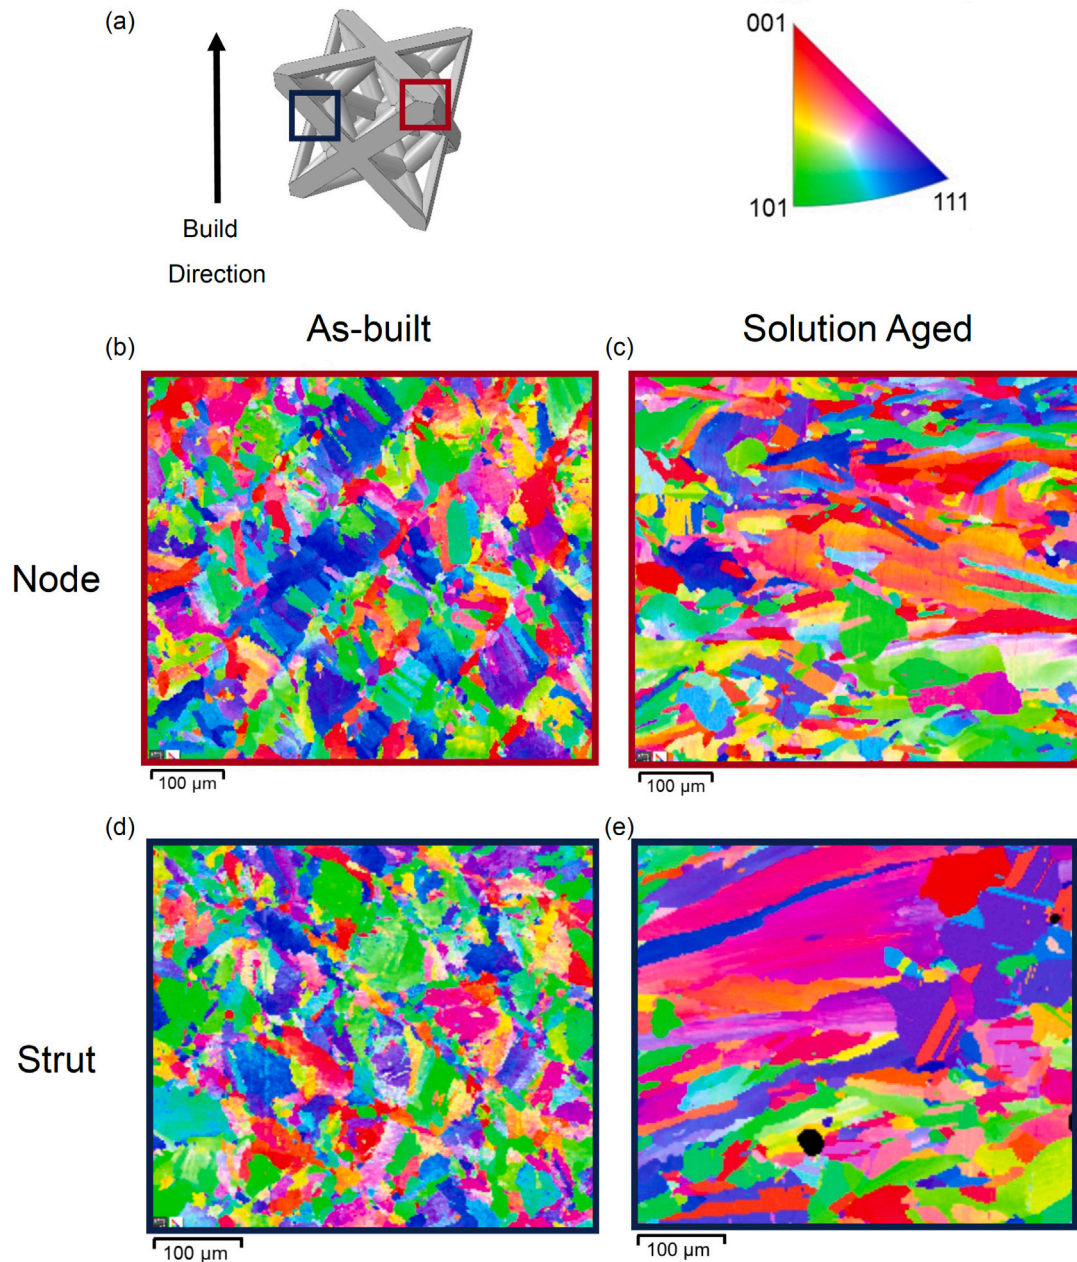 (a)
001
101
111
Build
Direction
As-built
Solution Aged
(b)
(c)
Node
100 µm
100 µm
(d)
(e)
Strut
100 µm
100 µm